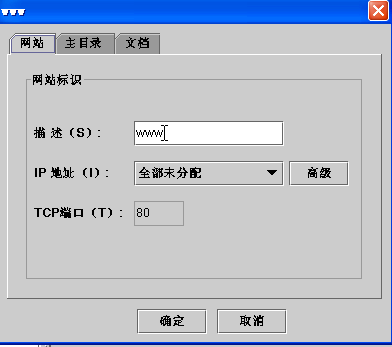 www
网站 主目录 文档
网站标识
描 述（S）： www
IP 地址（I）： 全部未分配 高级
TCP端口（T）： 80
确定 取消